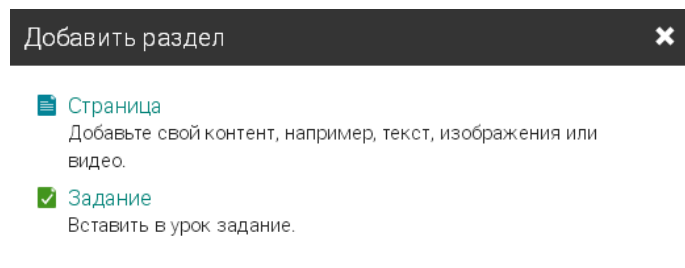 Добавить раздел
Страница
Добавьте свой контент, например, текст, изображения или
видео.
Задание
Вставить в урок задание.